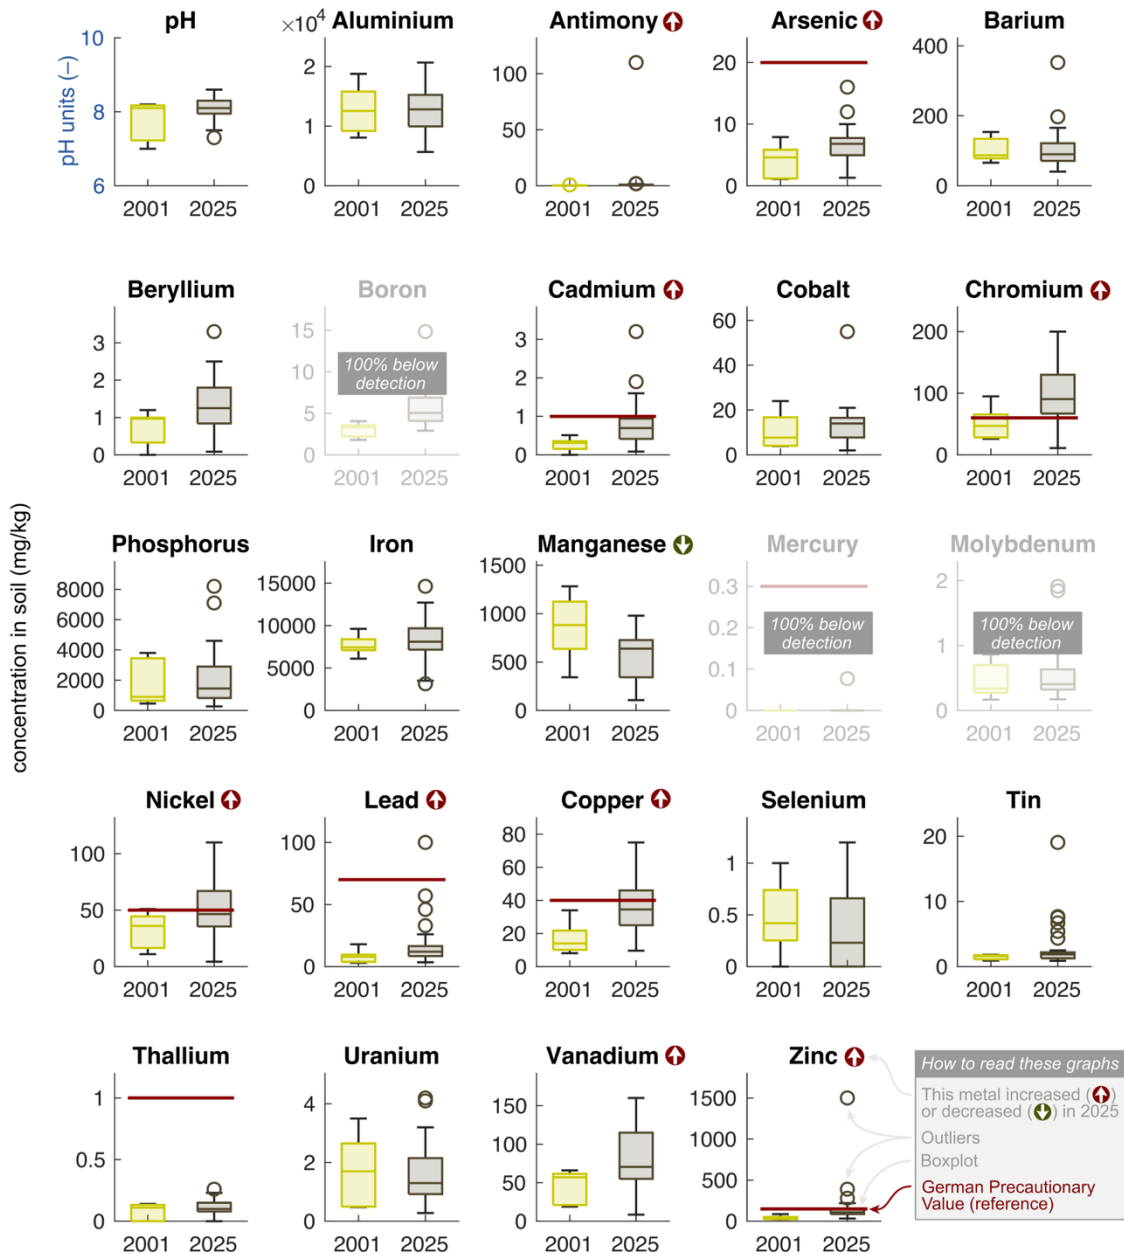 pH
Aluminium
Antimony
Arsenic
Barium
pH units (–)
10
8
6
2001 2025
×10⁴
2
1
0
2001 2025
100
50
0
2001 2025
20
10
0
2001 2025
400
200
0
2001 2025
concentration in soil (mg/kg)
Beryllium
Boron
Cadmium
Cobalt
Chromium
3
2
1
0
2001 2025
15
100% below
detection
5
0
2001 2025
3
2
1
0
2001 2025
60
40
20
0
2001 2025
200
100
0
2001 2025
Phosphorus
Iron
Manganese
Mercury
Molybdenum
8000
6000
4000
2000
0
2001 2025
15000
10000
5000
0
2001 2025
1500
1000
500
0
2001 2025
0.3
0.2
100% below
detection
0.1
0
2001 2025
2
100% below
detection
1
0
2001 2025
Nickel
Lead
Copper
Selenium
Tin
100
50
0
2001 2025
100
50
0
2001 2025
80
60
40
20
0
2001 2025
1
0.5
0
2001 2025
20
10
0
2001 2025
Thallium
Uranium
Vanadium
Zinc
1
0.5
0
2001 2025
4
2
0
2001 2025
150
100
50
0
2001 2025
1500
1000
500
0
2001 2025
How to read these graphs
This metal increased ( )
or decreased ( ) in 2025
Outliers
Boxplot
German Precautionary
Value (reference)